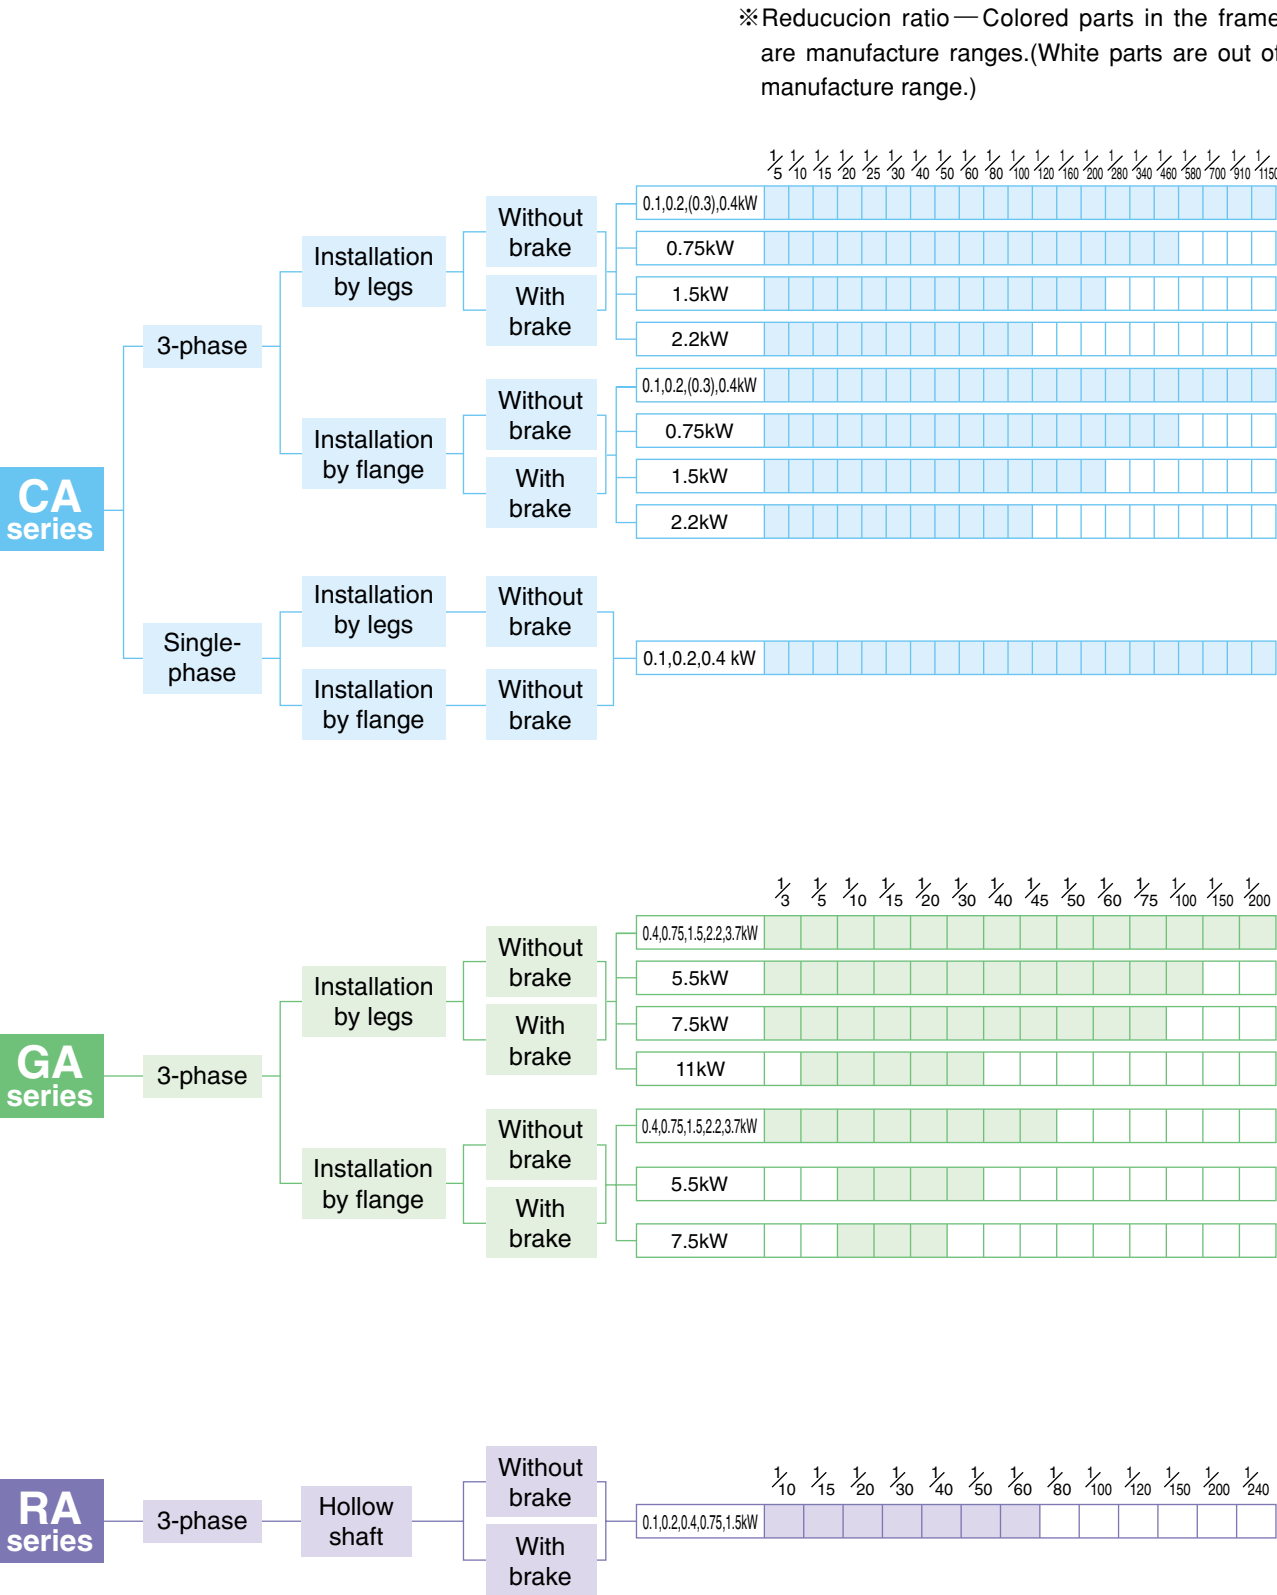 ※Reducucion ratio—Colored parts in the frame
are manufacture ranges.(White parts are out of
manufacture range.)
1/5 1/10 1/15 1/20 1/25 1/30 1/40 1/50 1/60 1/80 1/100 1/120 1/160 1/200 1/280 1/340 1/460 1/580 1/700 1/910 1/1150
CA
series
3-phase
Installation
by legs
Without
brake
With
brake
0.1,0.2,(0.3),0.4kW
0.75kW
1.5kW
2.2kW
Installation
by flange
Without
brake
With
brake
0.1,0.2,(0.3),0.4kW
0.75kW
1.5kW
2.2kW
Single-
phase
Installation
by legs
Without
brake
Installation
by flange
Without
brake
0.1,0.2,0.4 kW
1/3 1/5 1/10 1/15 1/20 1/30 1/40 1/45 1/50 1/60 1/75 1/100 1/150 1/200
GA
series
3-phase
Installation
by legs
Without
brake
With
brake
0.4,0.75,1.5,2.2,3.7kW
5.5kW
7.5kW
11kW
Installation
by flange
Without
brake
With
brake
0.4,0.75,1.5,2.2,3.7kW
5.5kW
7.5kW
1/10 1/15 1/20 1/30 1/40 1/50 1/60 1/80 1/100 1/120 1/150 1/200 1/240
RA
series
3-phase
Hollow
shaft
Without
brake
With
brake
0.1,0.2,0.4,0.75,1.5kW